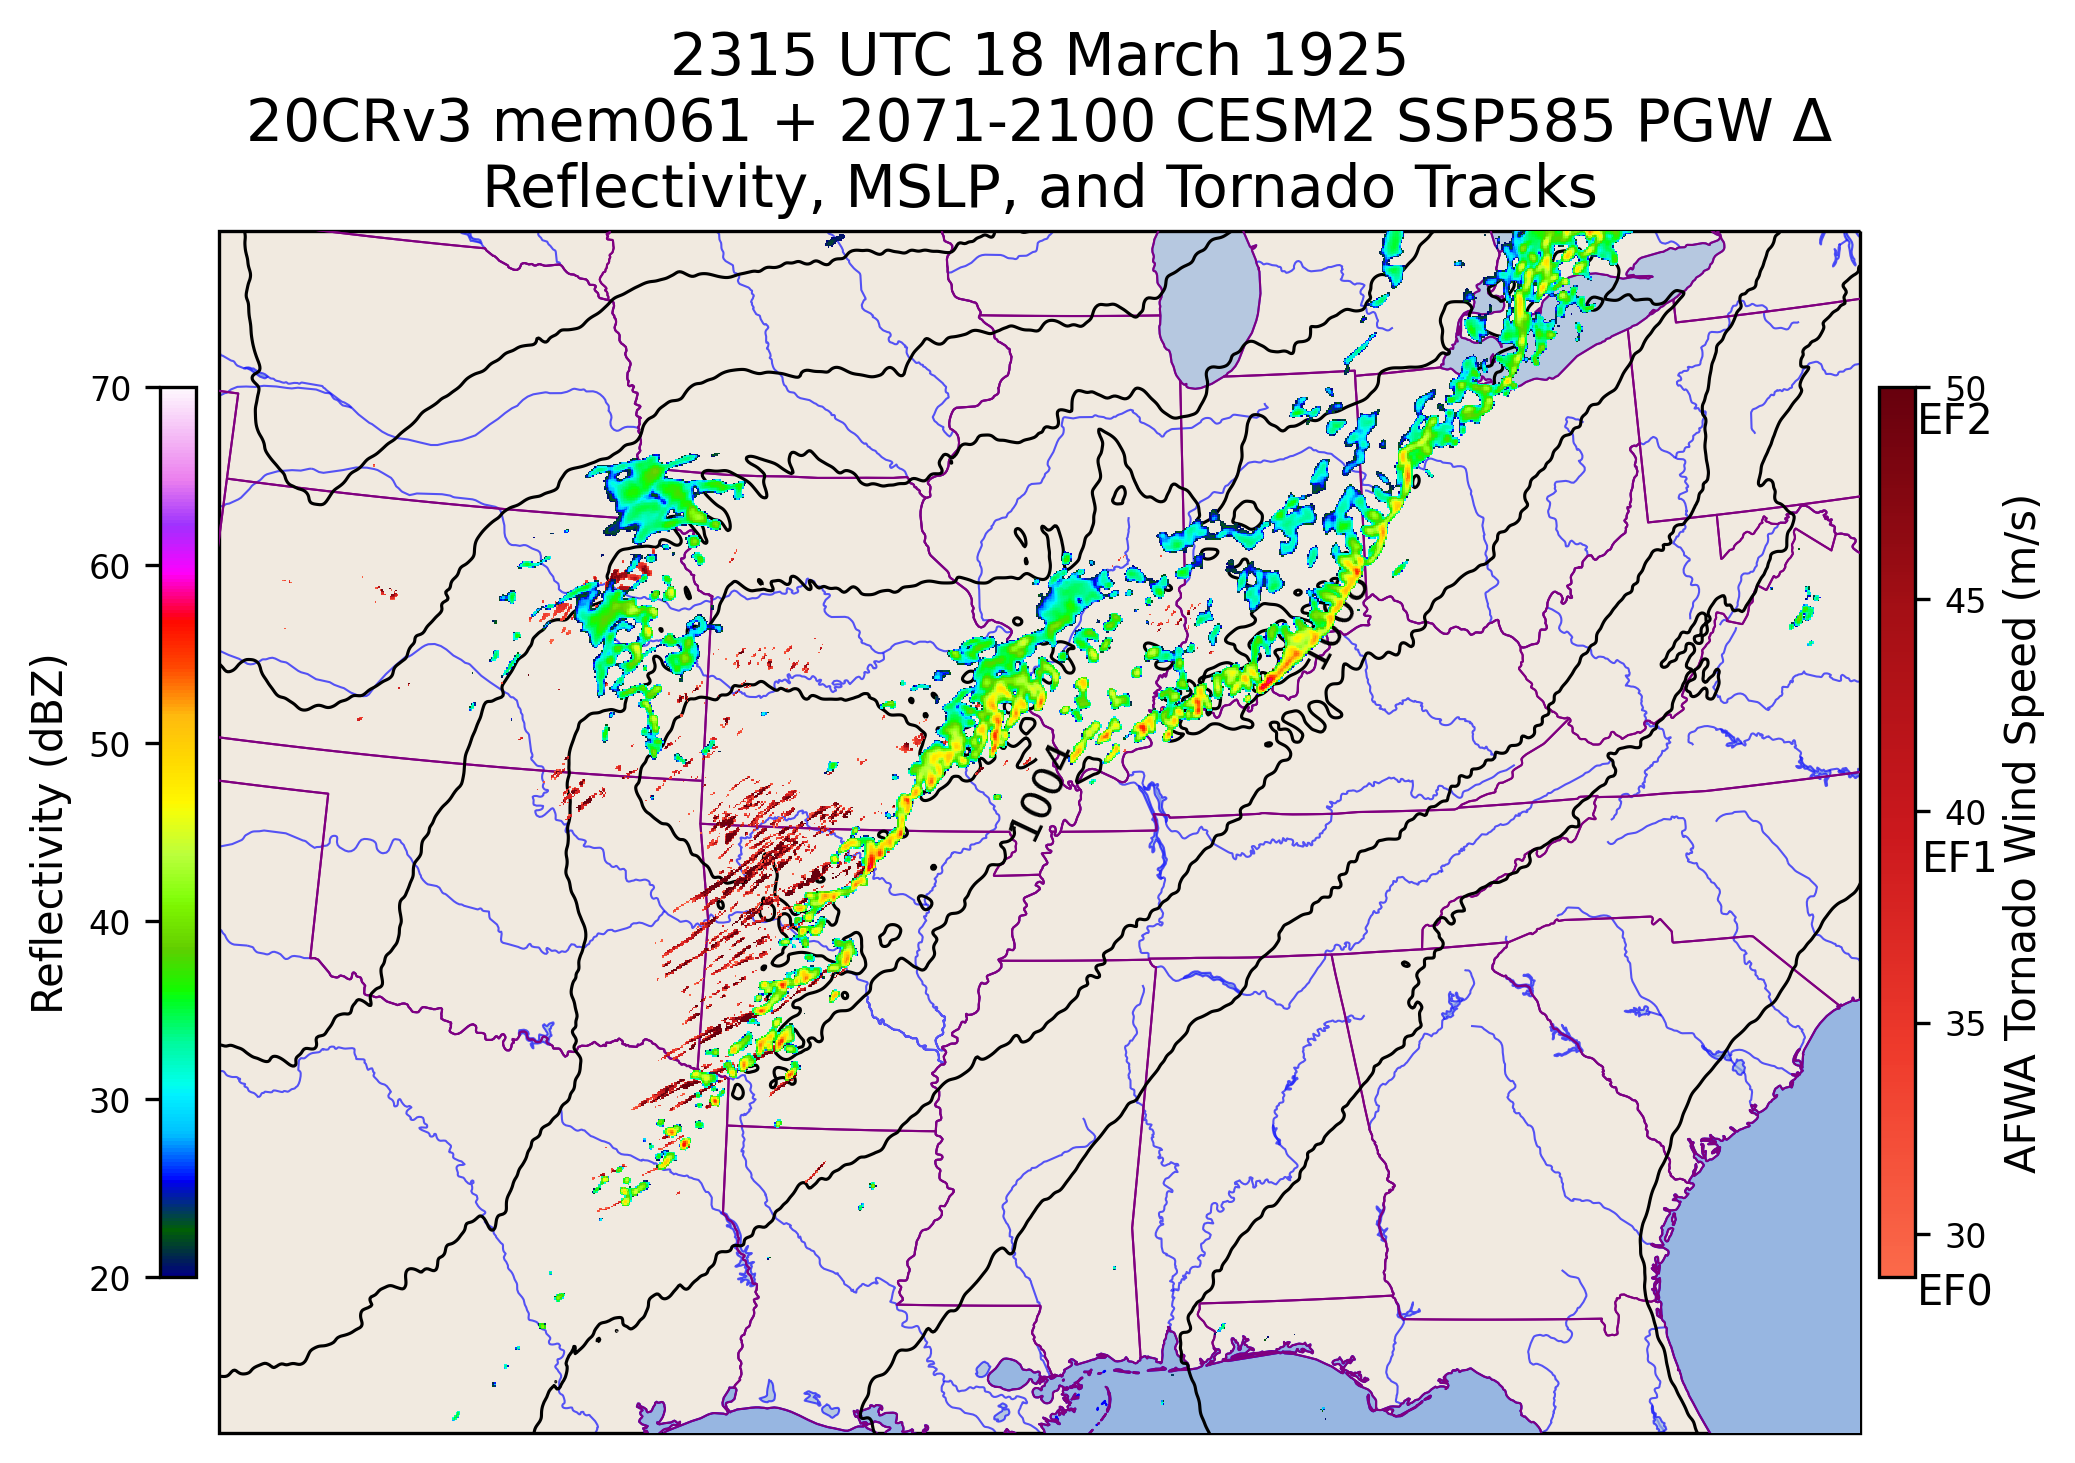 2315 UTC 18 March 1925
20CRv3 mem061 + 2071-2100 CESM2 SSP585 PGW Δ
Reflectivity, MSLP, and Tornado Tracks
Reflectivity (dBZ)
70
60
50
40
30
20
1004
50
EF2
45
40
EF1
35
30
EF0
AFWA Tornado Wind Speed (m/s)